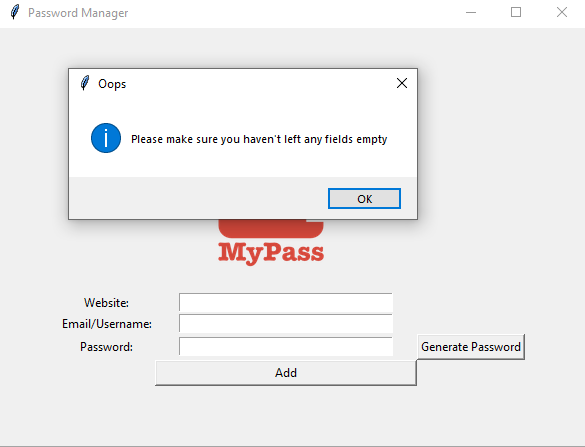 Password Manager
Oops
Please make sure you haven't left any fields empty
OK
MyPass
Website:
Email/Username:
Password:
Generate Password
Add